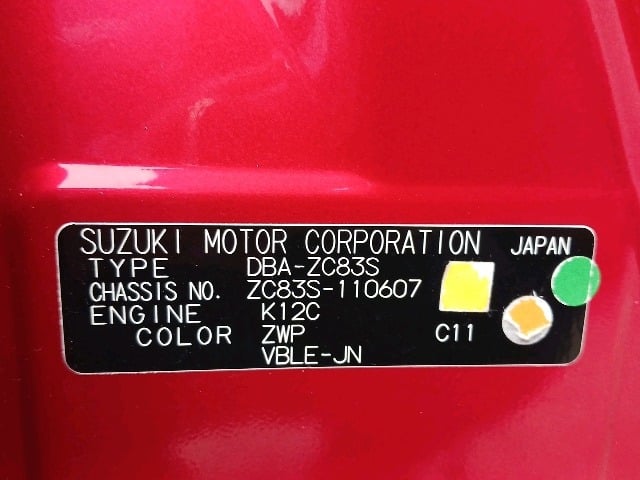 SUZUKI MOTOR CORPORATION JAPAN
TYPE DBA-ZC83S
CHASSIS NO. ZC83S-110607
ENGINE K12C
COLOR ZWP C11
VBLE-JN